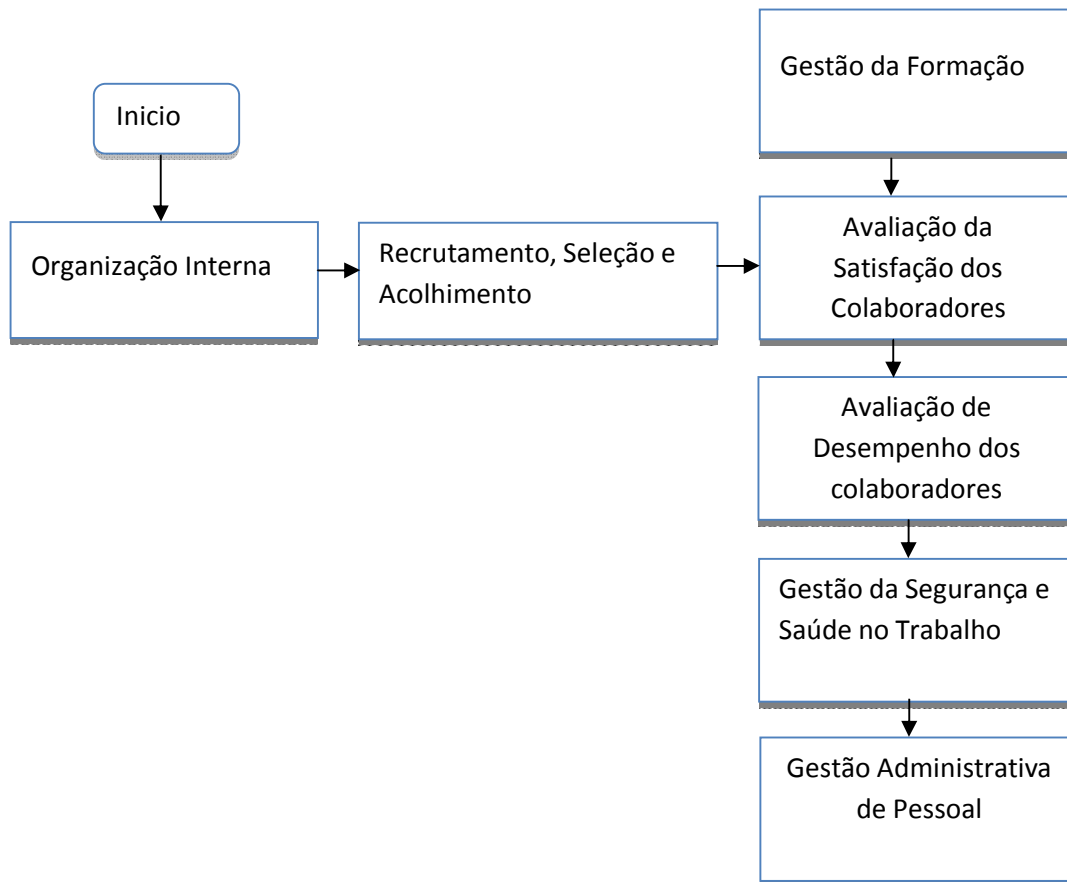 Gestão da Formação
Inicio
Organização Interna
Recrutamento, Seleção e
Acolhimento
Avaliação da
Satisfação dos
Colaboradores
Avaliação de
Desempenho dos
colaboradores
Gestão da Segurança e
Saúde no Trabalho
Gestão Administrativa
de Pessoal